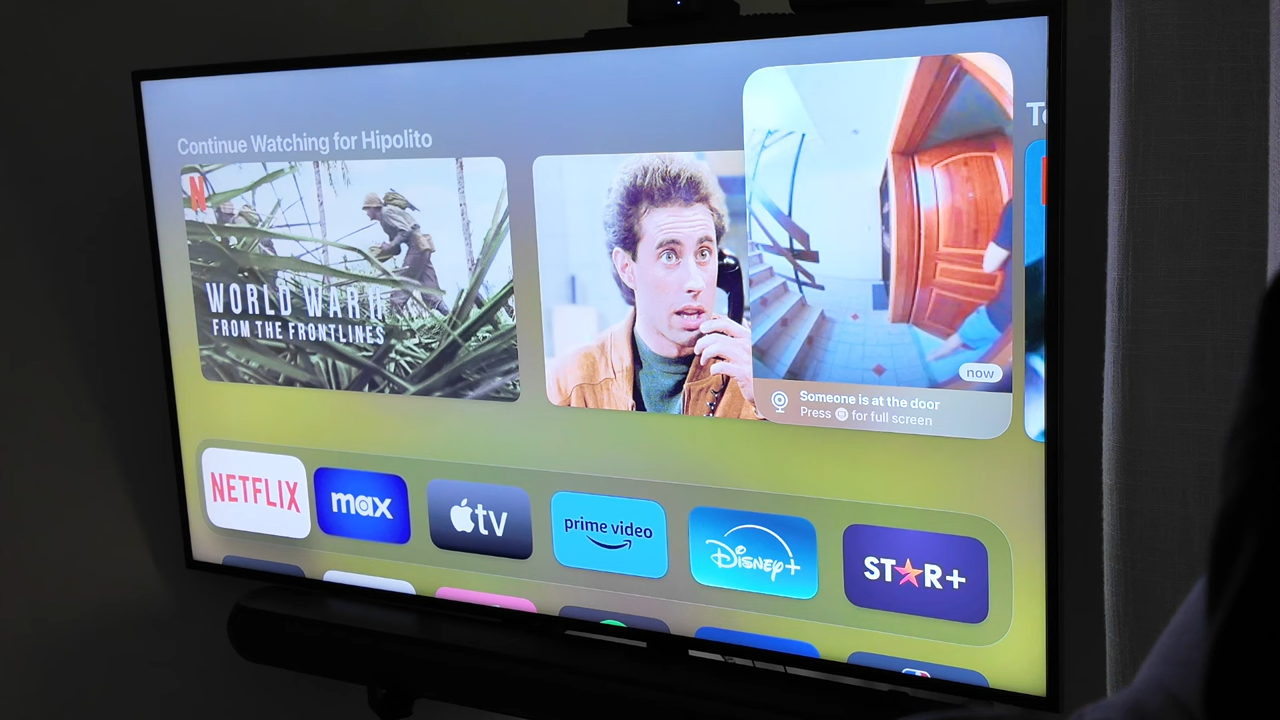 Continue Watching for Hipolito
N
WORLD WAR II
FROM THE FRONTLINES
now
Someone is at the door
Press for full screen
NETFLIX
max
tv
prime video
Disney+
STAR+